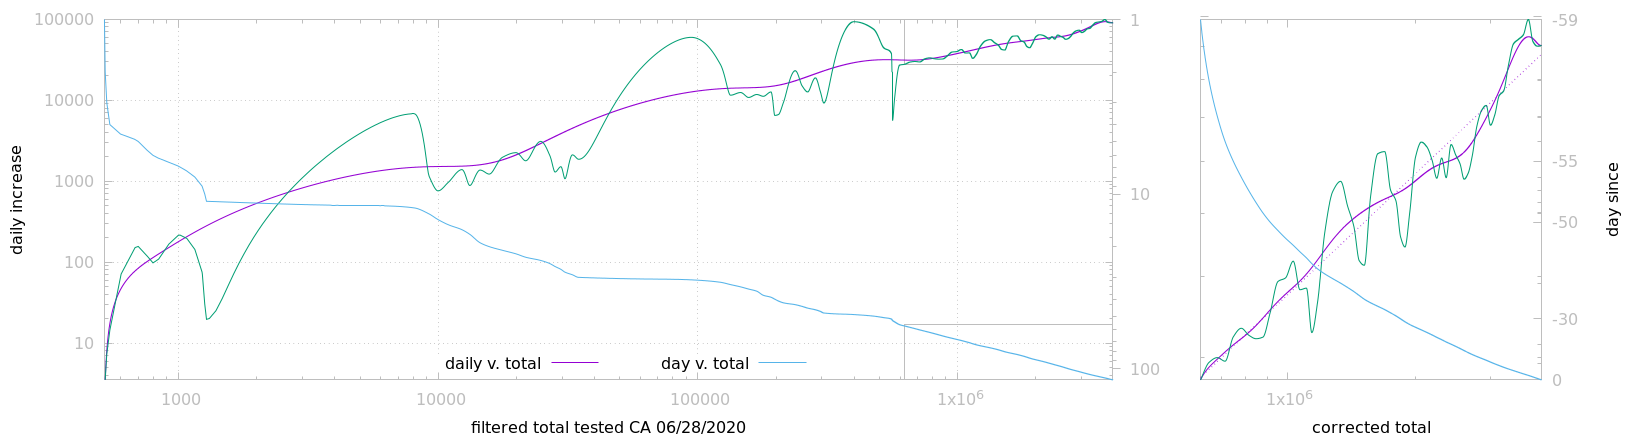 100000
10000
1000
100
10
daily increase
1000
10000
100000
1x10^6
1
10
100
daily v. total
day v. total
filtered total tested CA 06/28/2020
-59
-55
-50
-30
0
day since
1x10^6
corrected total